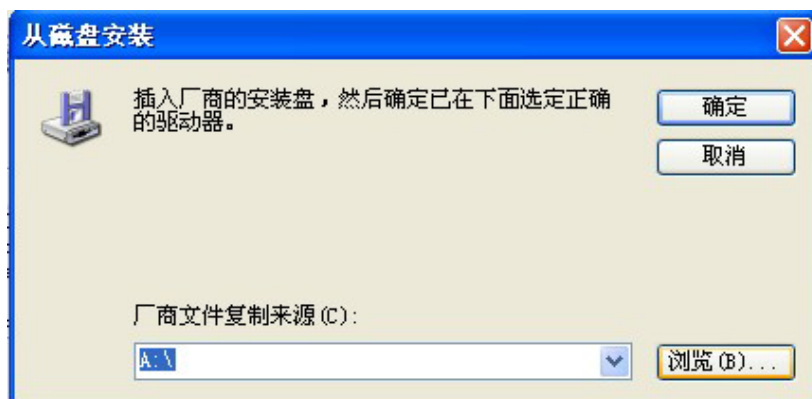 从磁盘安装
插入厂商的安装盘，然后确定已在下面选定正确
的驱动器。
确定
取消
厂商文件复制来源(C):
A:\
浏览(B)...